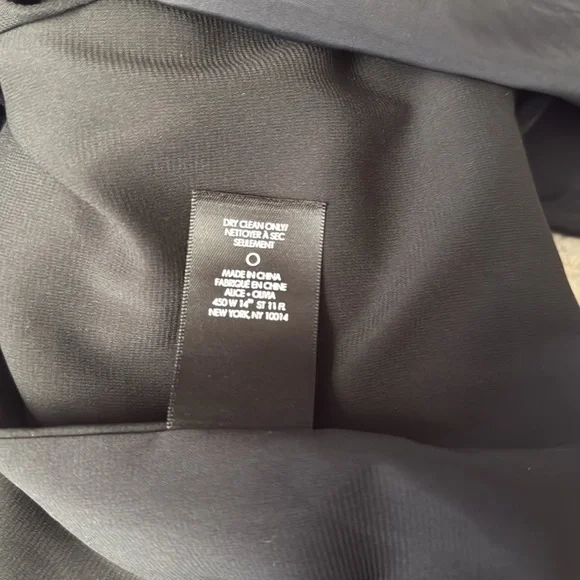 DRY CLEAN ONLY/
NETTOYER À SEC
SEULEMENT
MADE IN CHINA
FABRIQUÉ EN CHINE
ALICE + OLIVIA
450 W 14TH ST 11 FL
NEW YORK, NY 10014